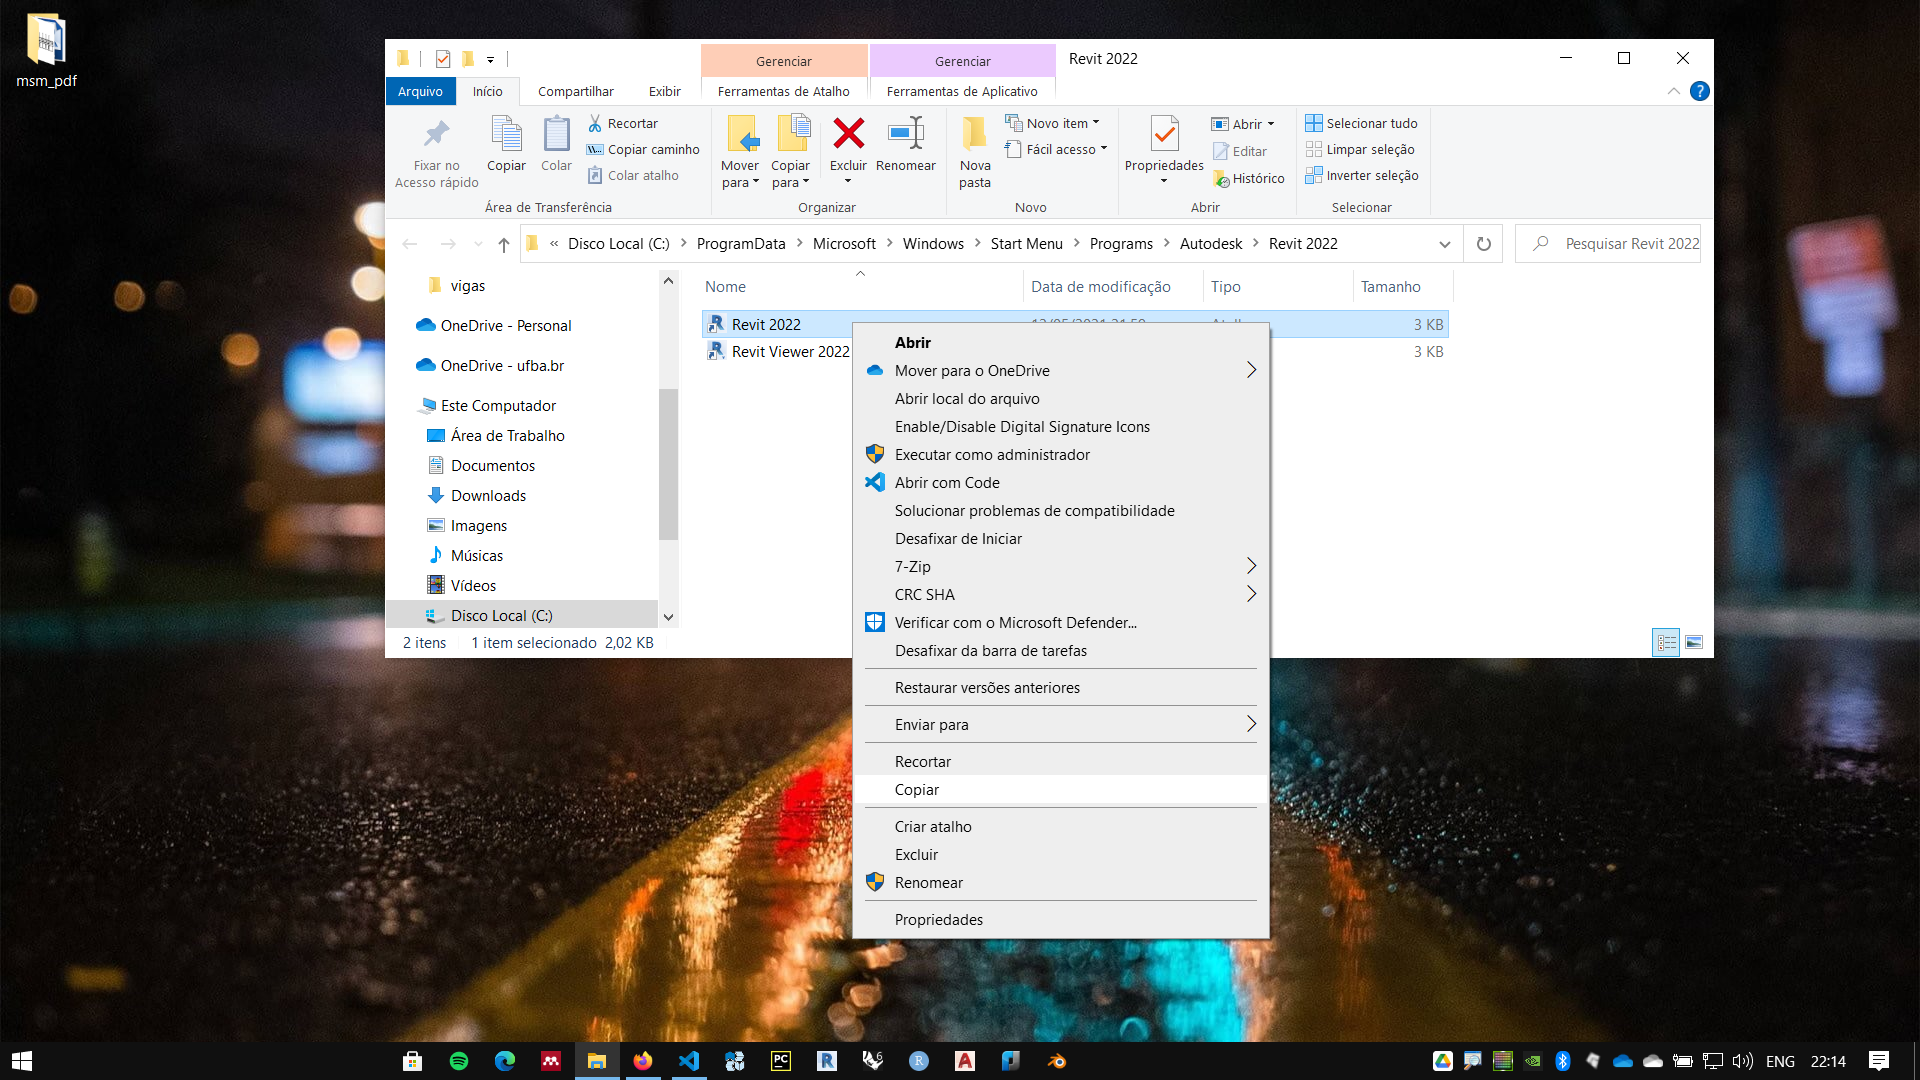 msm_pdf
Gerenciar
Gerenciar
Revit 2022
Arquivo
Início
Compartilhar
Exibir
Ferramentas de Atalho
Ferramentas de Aplicativo
Fixar no
Acesso rápido
Copiar
Colar
Recortar
Copiar caminho
Colar atalho
Área de Transferência
Mover
para
Copiar
para
Excluir
Renomear
Organizar
Nova
pasta
Novo item
Fácil acesso
Novo
Propriedades
Abrir
Editar
Histórico
Abrir
Selecionar tudo
Limpar seleção
Inverter seleção
Selecionar
« Disco Local (C:) > ProgramData > Microsoft > Windows > Start Menu > Programs > Autodesk > Revit 2022
Pesquisar Revit 2022
vigas
OneDrive - Personal
OneDrive - ufba.br
Este Computador
Área de Trabalho
Documentos
Downloads
Imagens
Músicas
Vídeos
Disco Local (C:)
Nome
Data de modificação
Tipo
Tamanho
Revit 2022
3 KB
Revit Viewer 2022
3 KB
Abrir
Mover para o OneDrive
Abrir local do arquivo
Enable/Disable Digital Signature Icons
Executar como administrador
Abrir com Code
Solucionar problemas de compatibilidade
Desafixar de Iniciar
7-Zip
CRC SHA
Verificar com o Microsoft Defender...
Desafixar da barra de tarefas
Restaurar versões anteriores
Enviar para
Recortar
Copiar
Criar atalho
Excluir
Renomear
Propriedades
2 itens
1 item selecionado 2,02 KB
ENG
22:14